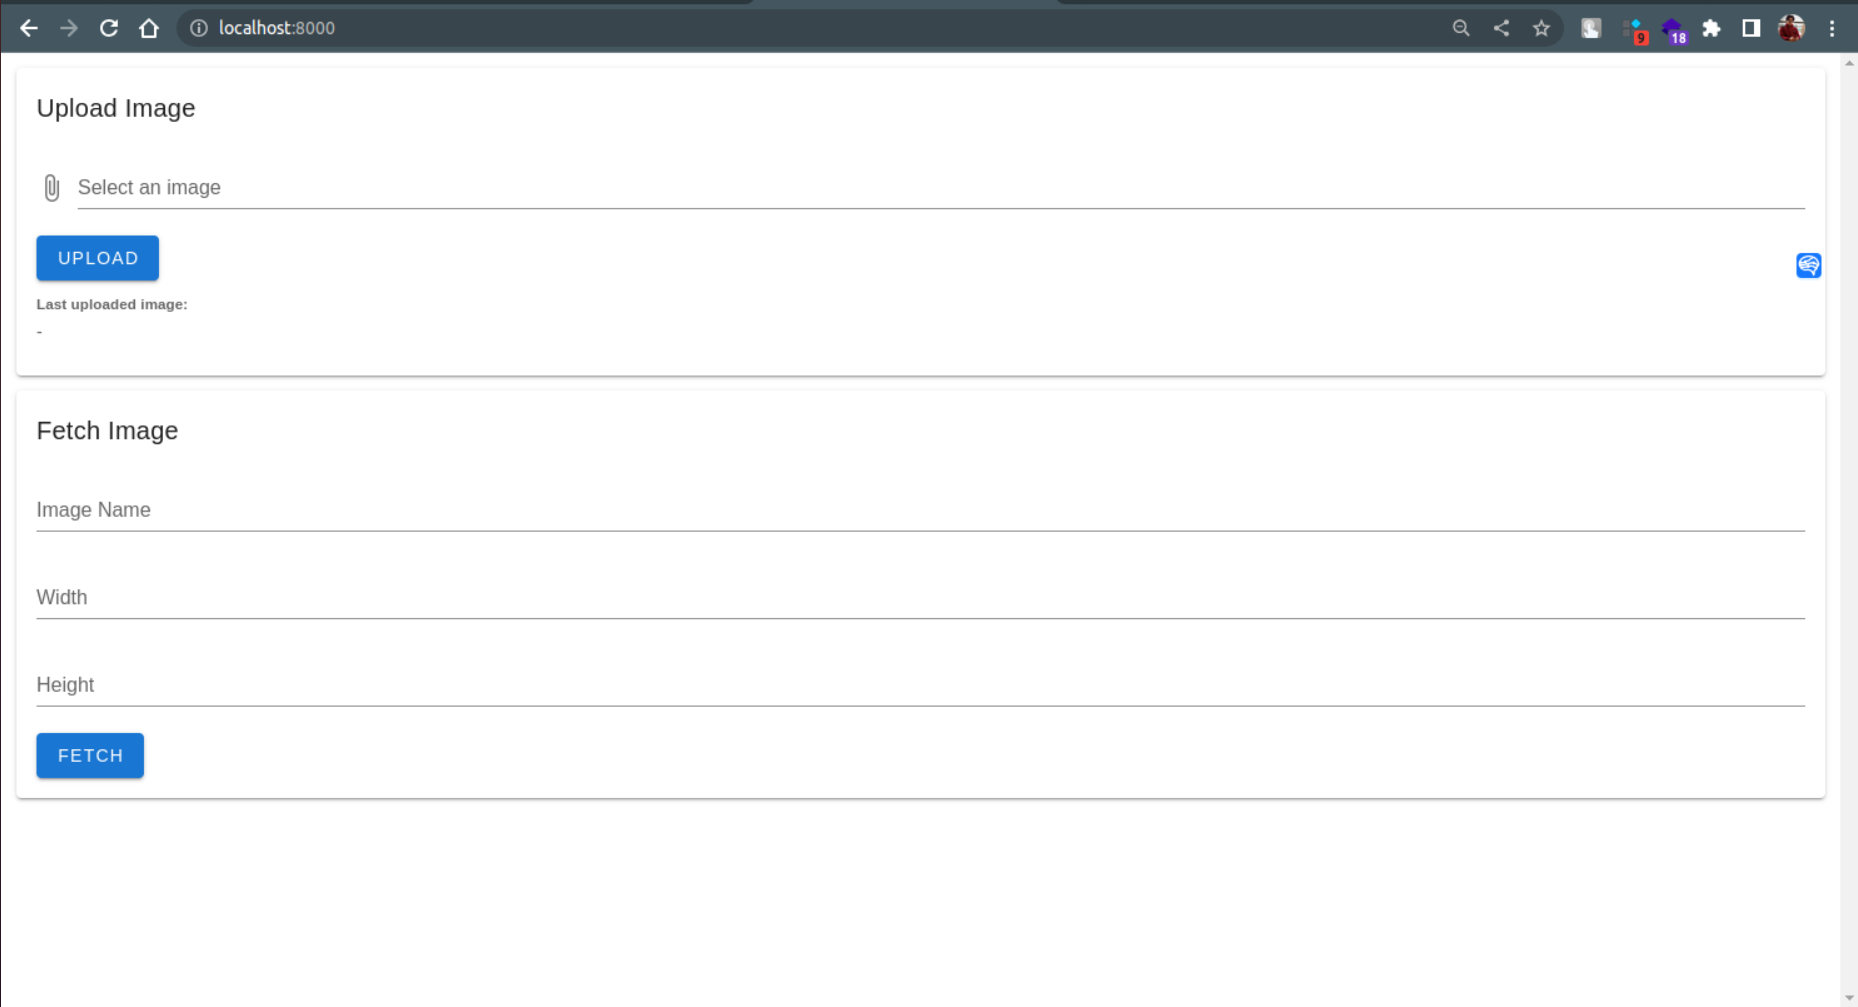 localhost:8000
9
18
Upload Image
Select an image
UPLOAD
Last uploaded image:
-
Fetch Image
Image Name
Width
Height
FETCH